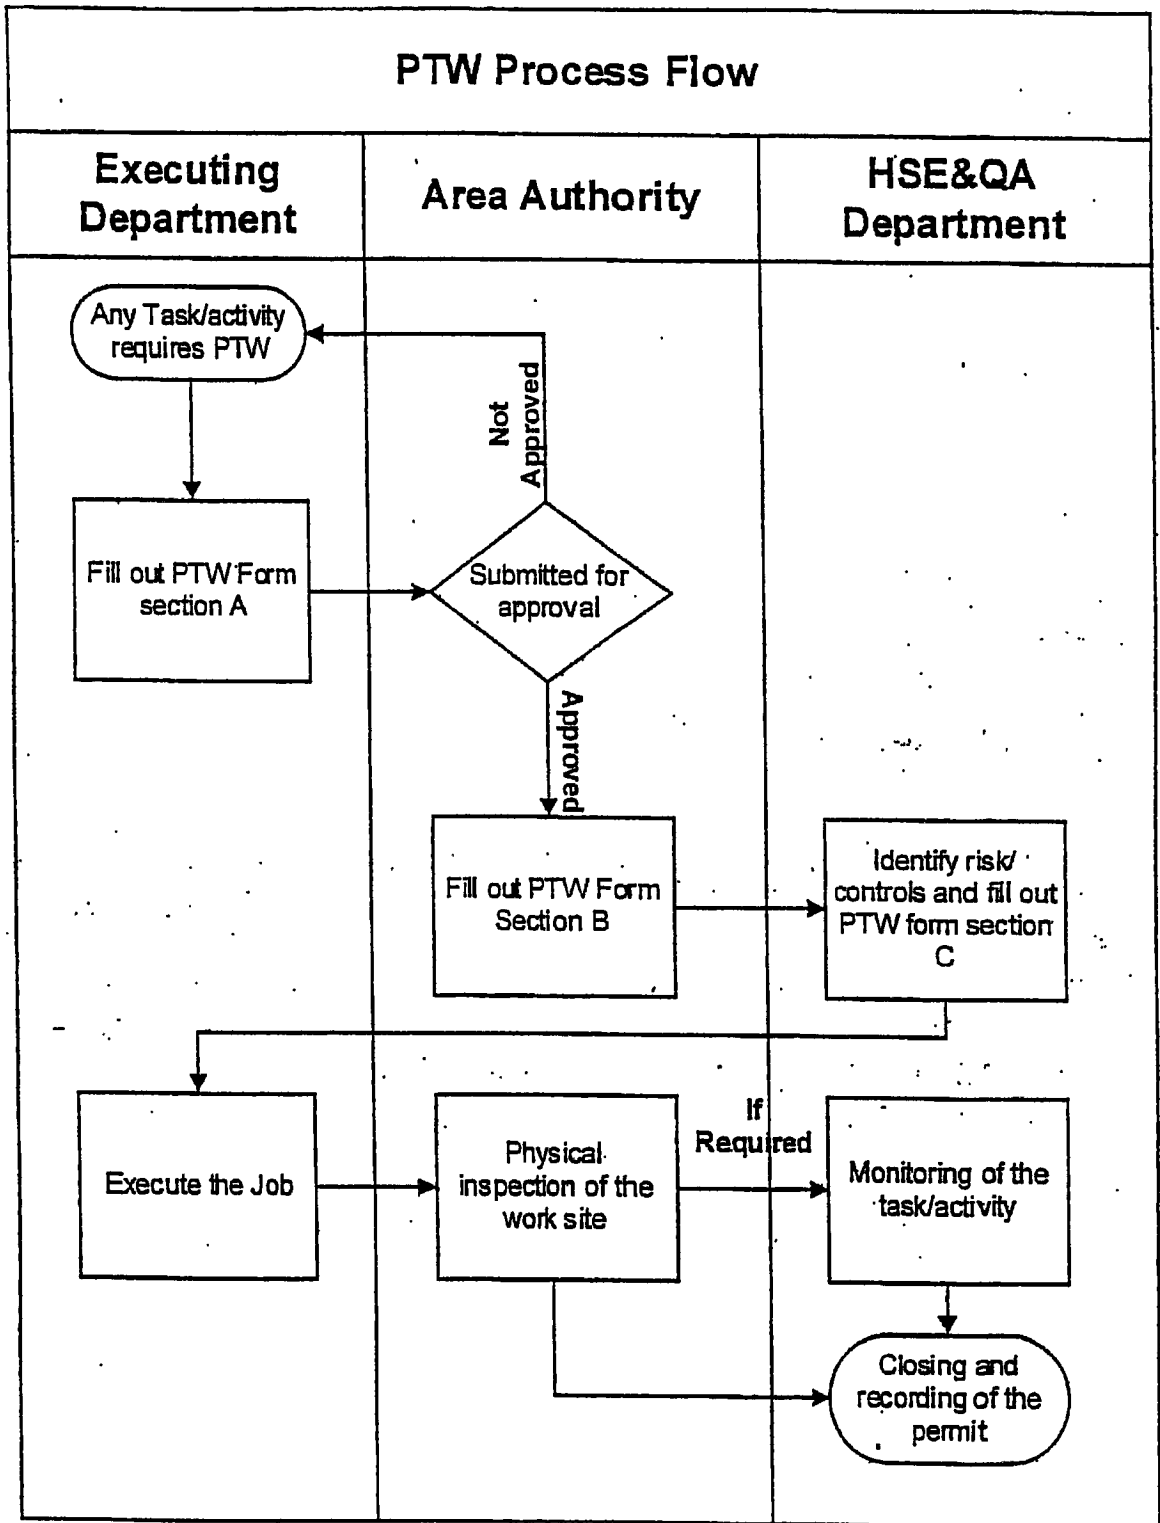 PTW Process Flow
Executing
Department
Area Authority
HSE&QA
Department
Any Task/activity
requires PTW
Not
Approved
Fill out PTW Form
section A
Submitted for
approval
Approved
Fill out PTW Form
Section B
Identify risk/
controls and fill out
PTW form section
C
Execute the Job
Physical
inspection of the
work site
If
Required
Monitoring of the
task/activity
Closing and
recording of the
permit